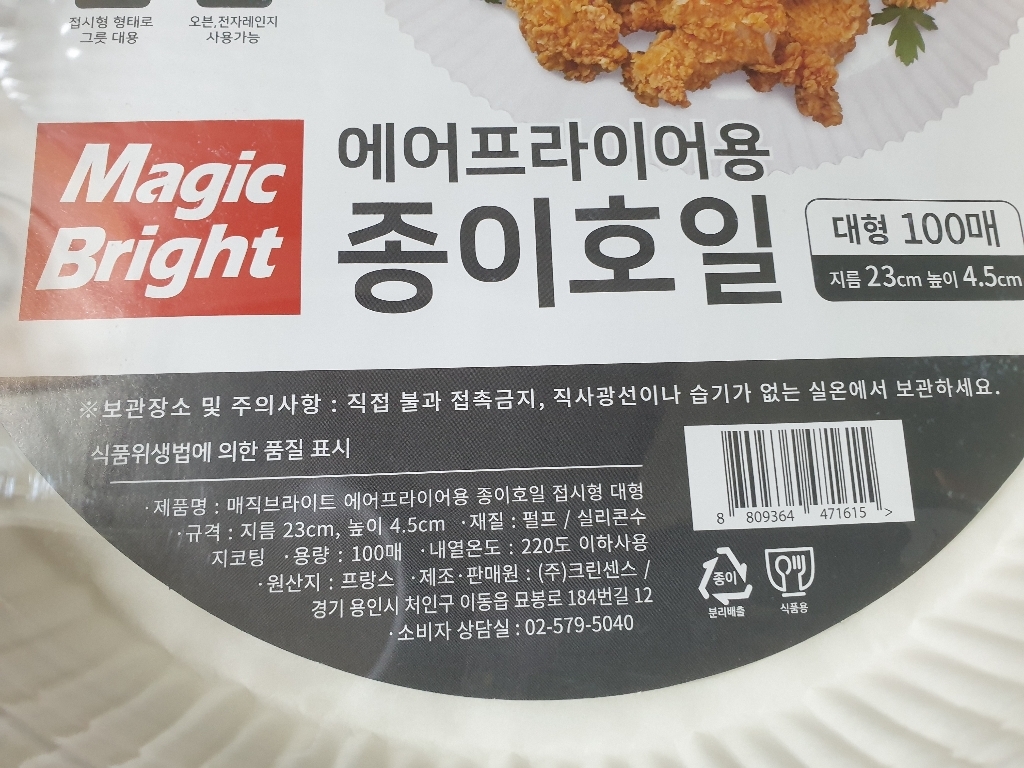 접시형 형태로
그릇 대용
오븐,전자레인지
사용가능
Magic
Bright
에어프라이어용
종이호일
대형 100매
지름 23cm 높이 4.5cm
※보관장소 및 주의사항 : 직접 불과 접촉금지, 직사광선이나 습기가 없는 실온에서 보관하세요.
식품위생법에 의한 품질 표시
·제품명 : 매직브라이트 에어프라이어용 종이호일 접시형 대형
·규격 : 지름 23cm, 높이 4.5cm ·재질 : 펄프 / 실리콘수
지코팅 ·용량 : 100매 ·내열온도 : 220도 이하사용
·원산지 : 프랑스 ·제조·판매원 : (주)크린센스 /
경기 용인시 처인구 이동읍 묘봉로 184번길 12
·소비자 상담실 : 02-579-5040
8 809364 471615 >
종이
분리배출
식품용